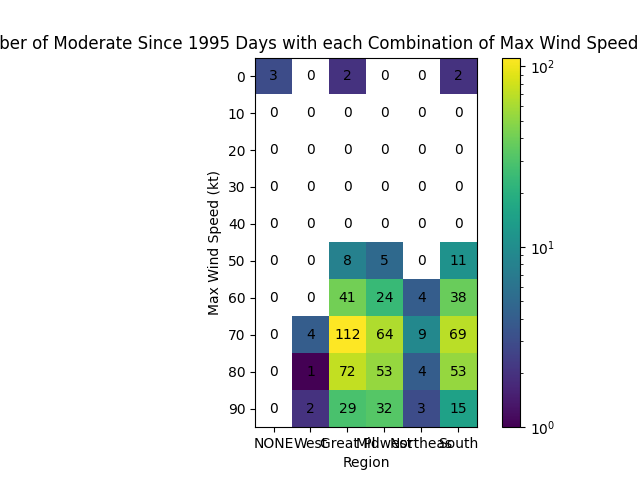 ber of Moderate Since 1995 Days with each Combination of Max Wind Speed
0 3 0 2 0 0 2
10 0 0 0 0 0 0
20 0 0 0 0 0 0
30 0 0 0 0 0 0
40 0 0 0 0 0 0
50 0 0 8 5 0 11
60 0 0 41 24 4 38
70 0 4 112 64 9 69
80 0 1 72 53 4 53
90 0 2 29 32 3 15
NONE West Great Pl Midwest Northeas South
Region
Max Wind Speed (kt)
10²
10¹
10⁰